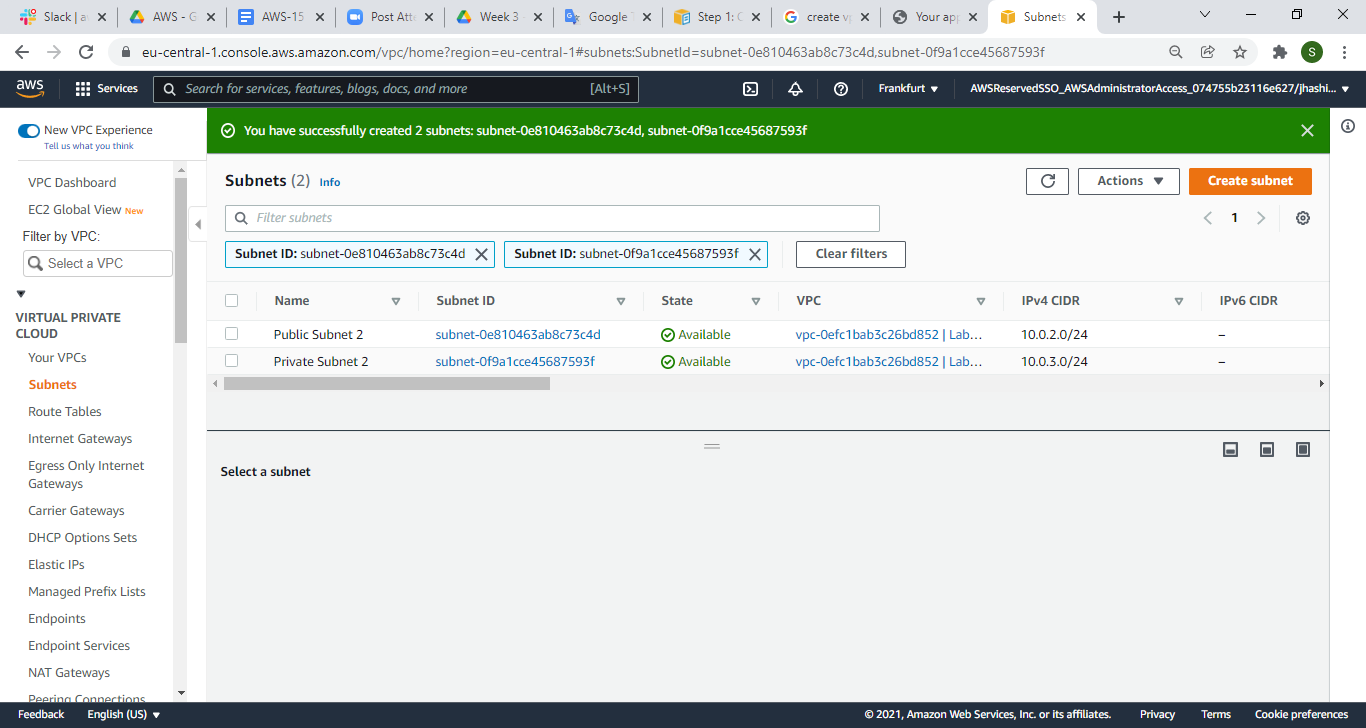 Slack | a
AWS - G
AWS-15
Post Atte
Week 3 -
Google T
Step 1: C
create vp
Your app
Subnets
eu-central-1.console.aws.amazon.com/vpc/home?region=eu-central-1#subnets:SubnetId=subnet-0e810463ab8c73c4d,subnet-0f9a1cce45687593f
S
aws
Services
Search for services, features, blogs, docs, and more
[Alt+S]
Frankfurt
AWSReservedSSO_AWSAdministratorAccess_074755b23116e627/jhashi...
New VPC Experience
Tell us what you think
You have successfully created 2 subnets: subnet-0e810463ab8c73c4d, subnet-0f9a1cce45687593f
VPC Dashboard
EC2 Global View New
Filter by VPC:
Select a VPC
VIRTUAL PRIVATE
CLOUD
Your VPCs
Subnets
Route Tables
Internet Gateways
Egress Only Internet
Gateways
Carrier Gateways
DHCP Options Sets
Elastic IPs
Managed Prefix Lists
Endpoints
Endpoint Services
NAT Gateways
Peering Connections
Subnets (2) Info
Actions
Create subnet
Filter subnets
1
Subnet ID: subnet-0e810463ab8c73c4d
Subnet ID: subnet-0f9a1cce45687593f
Clear filters
Name Subnet ID State VPC IPv4 CIDR IPv6 CIDR
Public Subnet 2 subnet-0e810463ab8c73c4d Available vpc-0efc1bab3c26bd852 | Lab... 10.0.2.0/24 –
Private Subnet 2 subnet-0f9a1cce45687593f Available vpc-0efc1bab3c26bd852 | Lab... 10.0.3.0/24 –
Select a subnet
Feedback English (US) © 2021, Amazon Web Services, Inc. or its affiliates. Privacy Terms Cookie preferences